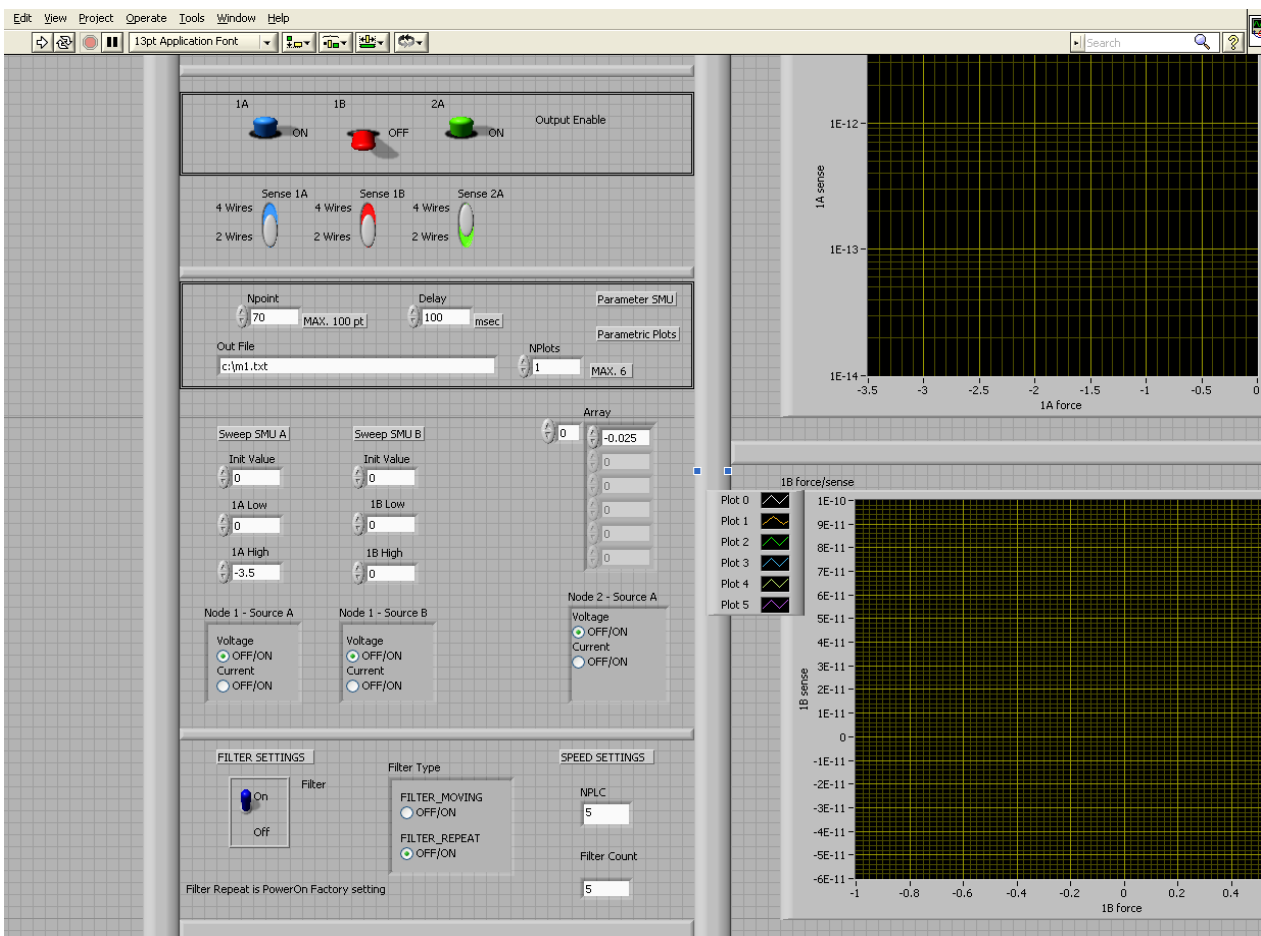 Edit View Project Operate Tools Window Help
13pt Application Font
Search
1A 1B 2A
ON OFF ON Output Enable
Sense 1A Sense 1B Sense 2A
4 Wires 4 Wires 4 Wires
2 Wires 2 Wires 2 Wires
Npoint Delay Parameter SMU
70 MAX. 100 pt 100 msec
Parametric Plots
Out File NPlots
c:\m1.txt 1 MAX. 6
Array
Sweep SMU A Sweep SMU B 0 -0.025
Init Value Init Value 0
0 0 0
1A Low 1B Low 0
0 0 0
1A High 1B High 0
-3.5 0
Node 1 - Source A Node 1 - Source B Node 2 - Source A
Voltage Voltage Voltage
OFF/ON OFF/ON OFF/ON
Current Current Current
OFF/ON OFF/ON OFF/ON
FILTER SETTINGS Filter Type SPEED SETTINGS
On Filter FILTER_MOVING NPLC
OFF/ON 5
Off FILTER_REPEAT
OFF/ON Filter Count
Filter Repeat is PowerOn Factory setting 5
1E-12
1A sense
1E-13
1E-14
-3.5 -3 -2.5 -2 -1.5 -1 -0.5 0
1A force
1B force/sense
Plot 0
Plot 1
Plot 2
Plot 3
Plot 4
Plot 5
1E-10
9E-11
8E-11
7E-11
6E-11
5E-11
4E-11
3E-11
2E-11
1E-11
0
-1E-11
-2E-11
-3E-11
-4E-11
-5E-11
-6E-11
1B sense
-1 -0.8 -0.6 -0.4 -0.2 0 0.2 0.4
1B force